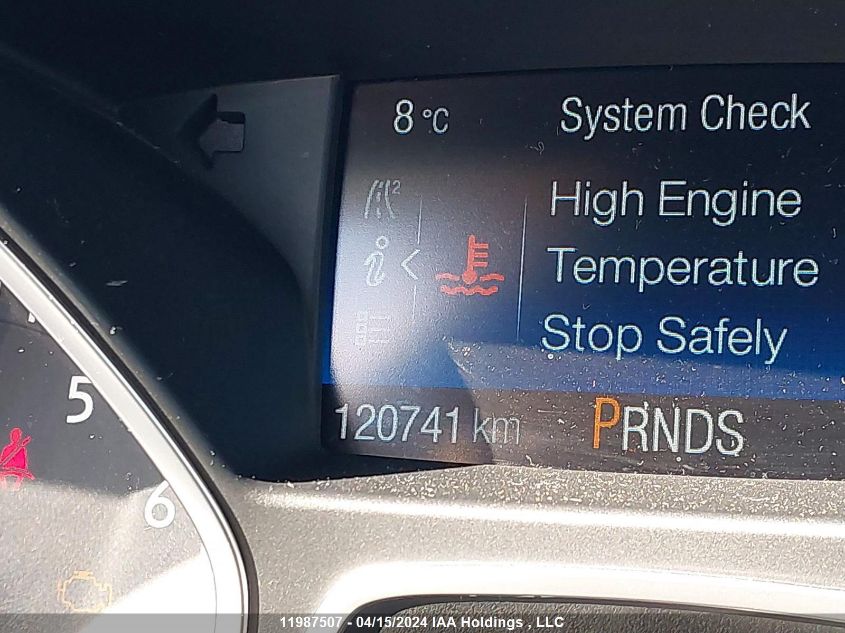 8 °C
System Check
High Engine
Temperature
Stop Safely
120741 km
PRNDS
5
6
11987507 - 04/15/2024 IAA Holdings , LLC